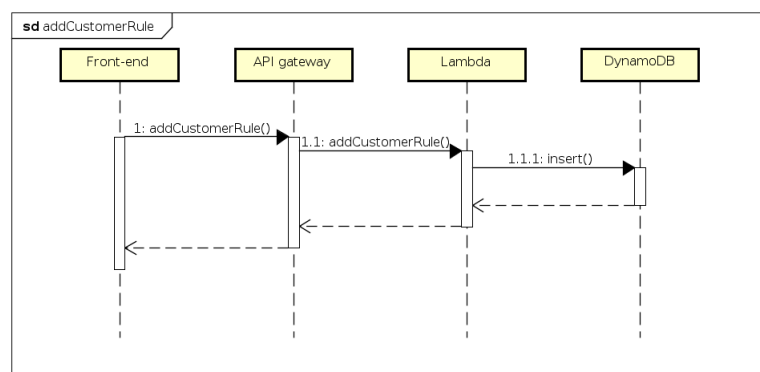 sd addCustomerRule
Front-end
API gateway
Lambda
DynamoDB
1: addCustomerRule()
1.1: addCustomerRule()
1.1.1: insert()